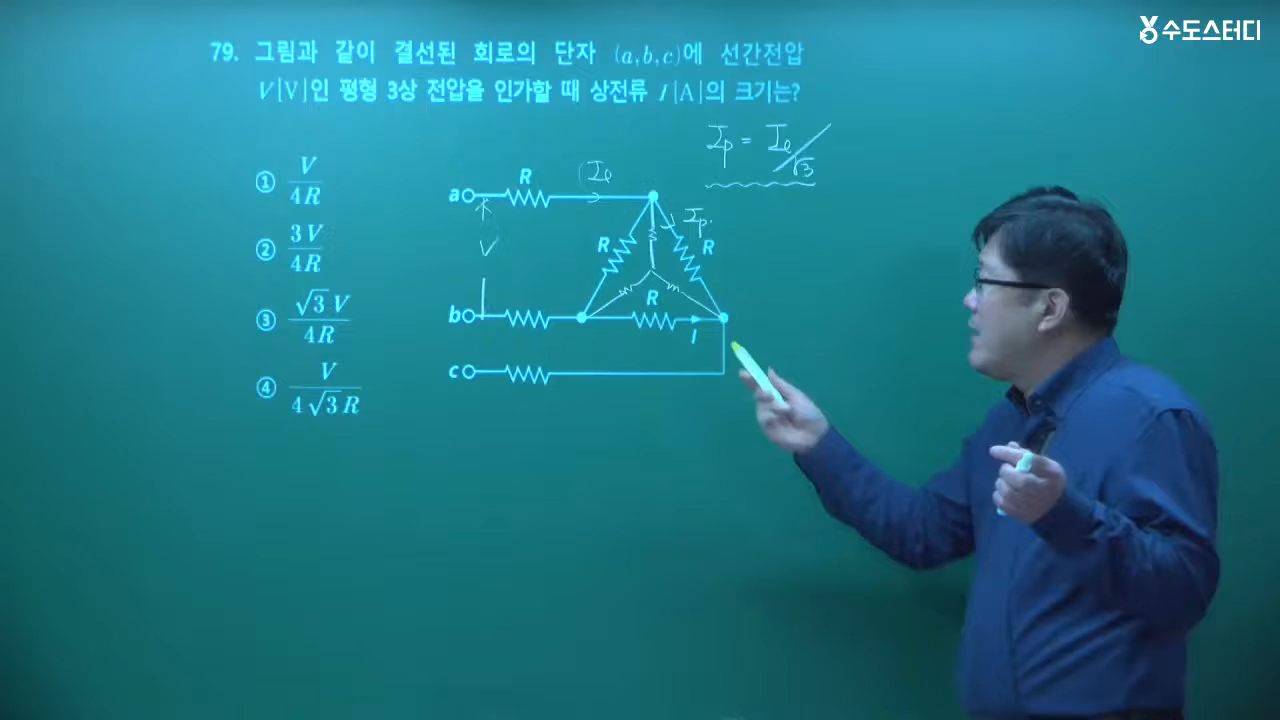 수도스터디
79. 그림과 같이 결선된 회로의 단자 (a,b,c)에 선간전압
V[V]인 평형 3상 전압을 인가할 때 상전류 I[A]의 크기는?
① V/4R
② 3V/4R
③ √3V/4R
④ V/4√3R
Ip = Il/√3
R
Il
a
Ip.
V
R
R
R
b
I
c